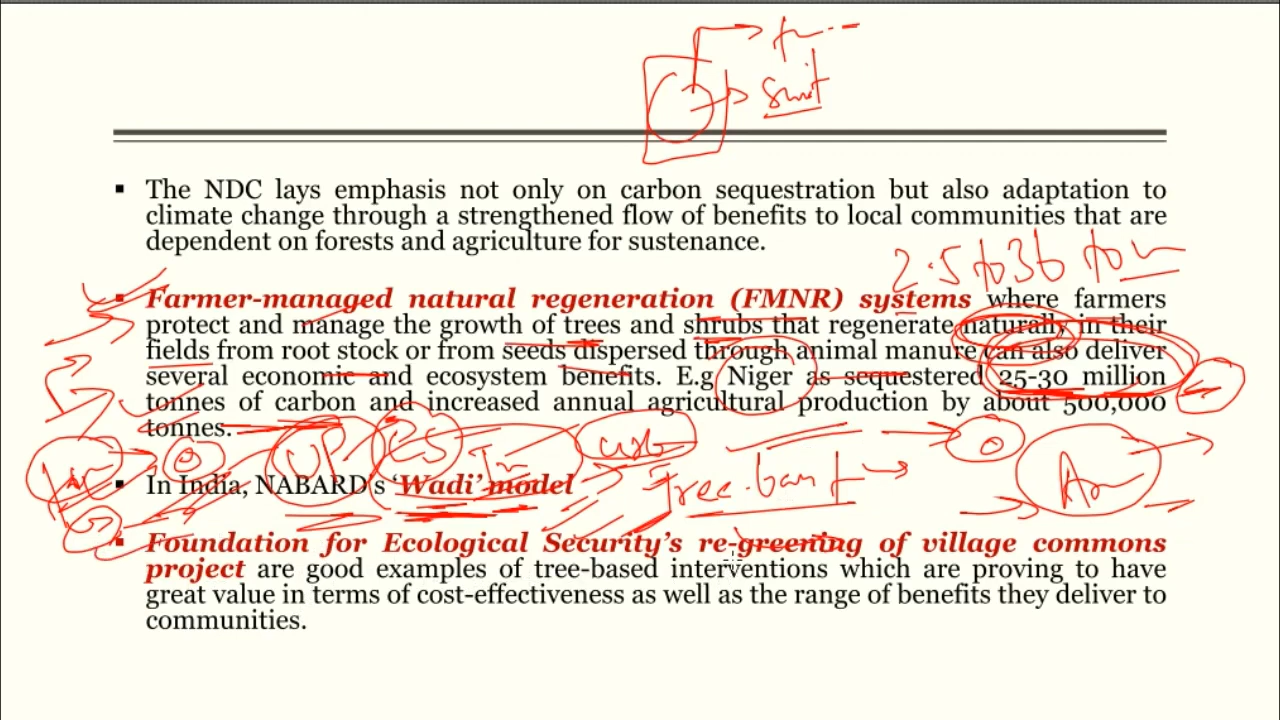 The NDC lays emphasis not only on carbon sequestration but also adaptation to
climate change through a strengthened flow of benefits to local communities that are
dependent on forests and agriculture for sustenance.
2.5 to 3b
Farmer-managed natural regeneration (FMNR) systems where farmers
protect and manage the growth of trees and shrubs that regenerate naturally in their
fields from root stock or from seeds dispersed through animal manure can also deliver
several economic and ecosystem benefits. E.g Niger as sequestered 25-30 million
tonnes of carbon and increased annual agricultural production by about 500,000
tonnes.
In India, NABARD's 'Wadi' model
Foundation for Ecological Security's re-greening of village commons
project are good examples of tree-based interventions which are proving to have
great value in terms of cost-effectiveness as well as the range of benefits they deliver to
communities.